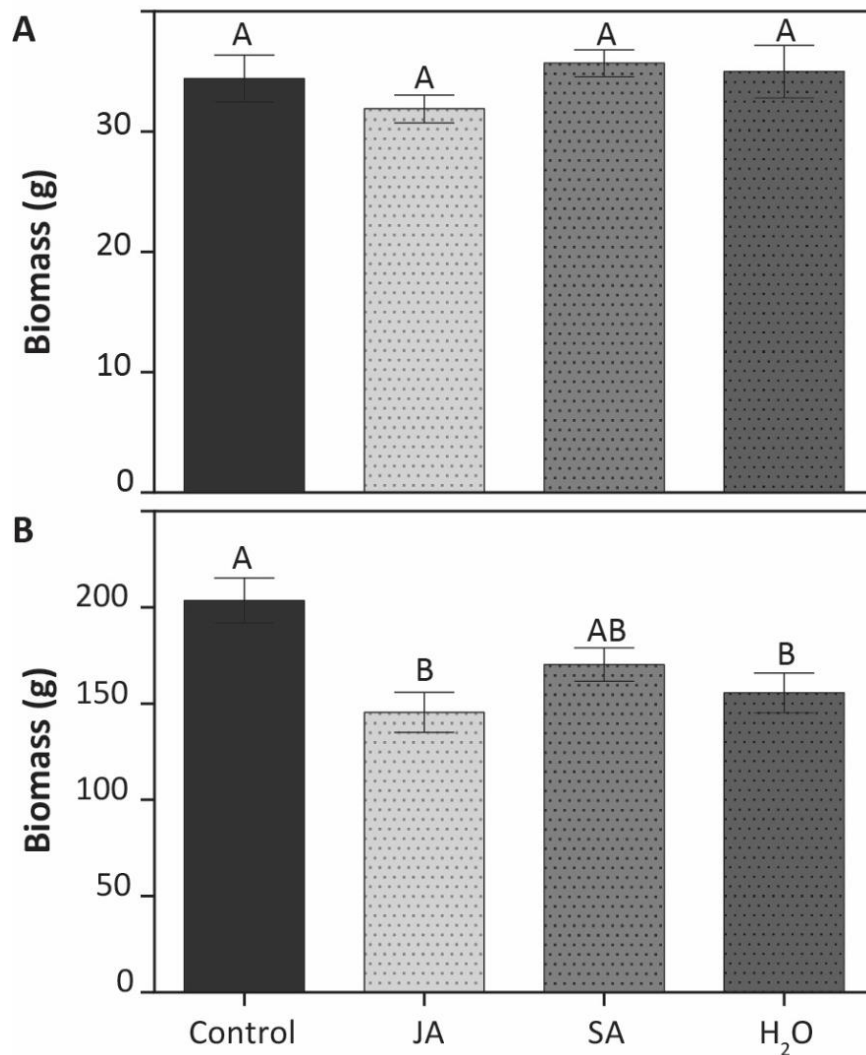 A
Biomass (g)
30
20
10
0
A
A
A
A
B
Biomass (g)
200
150
100
50
0
A
B
AB
B
Control JA SA H₂O